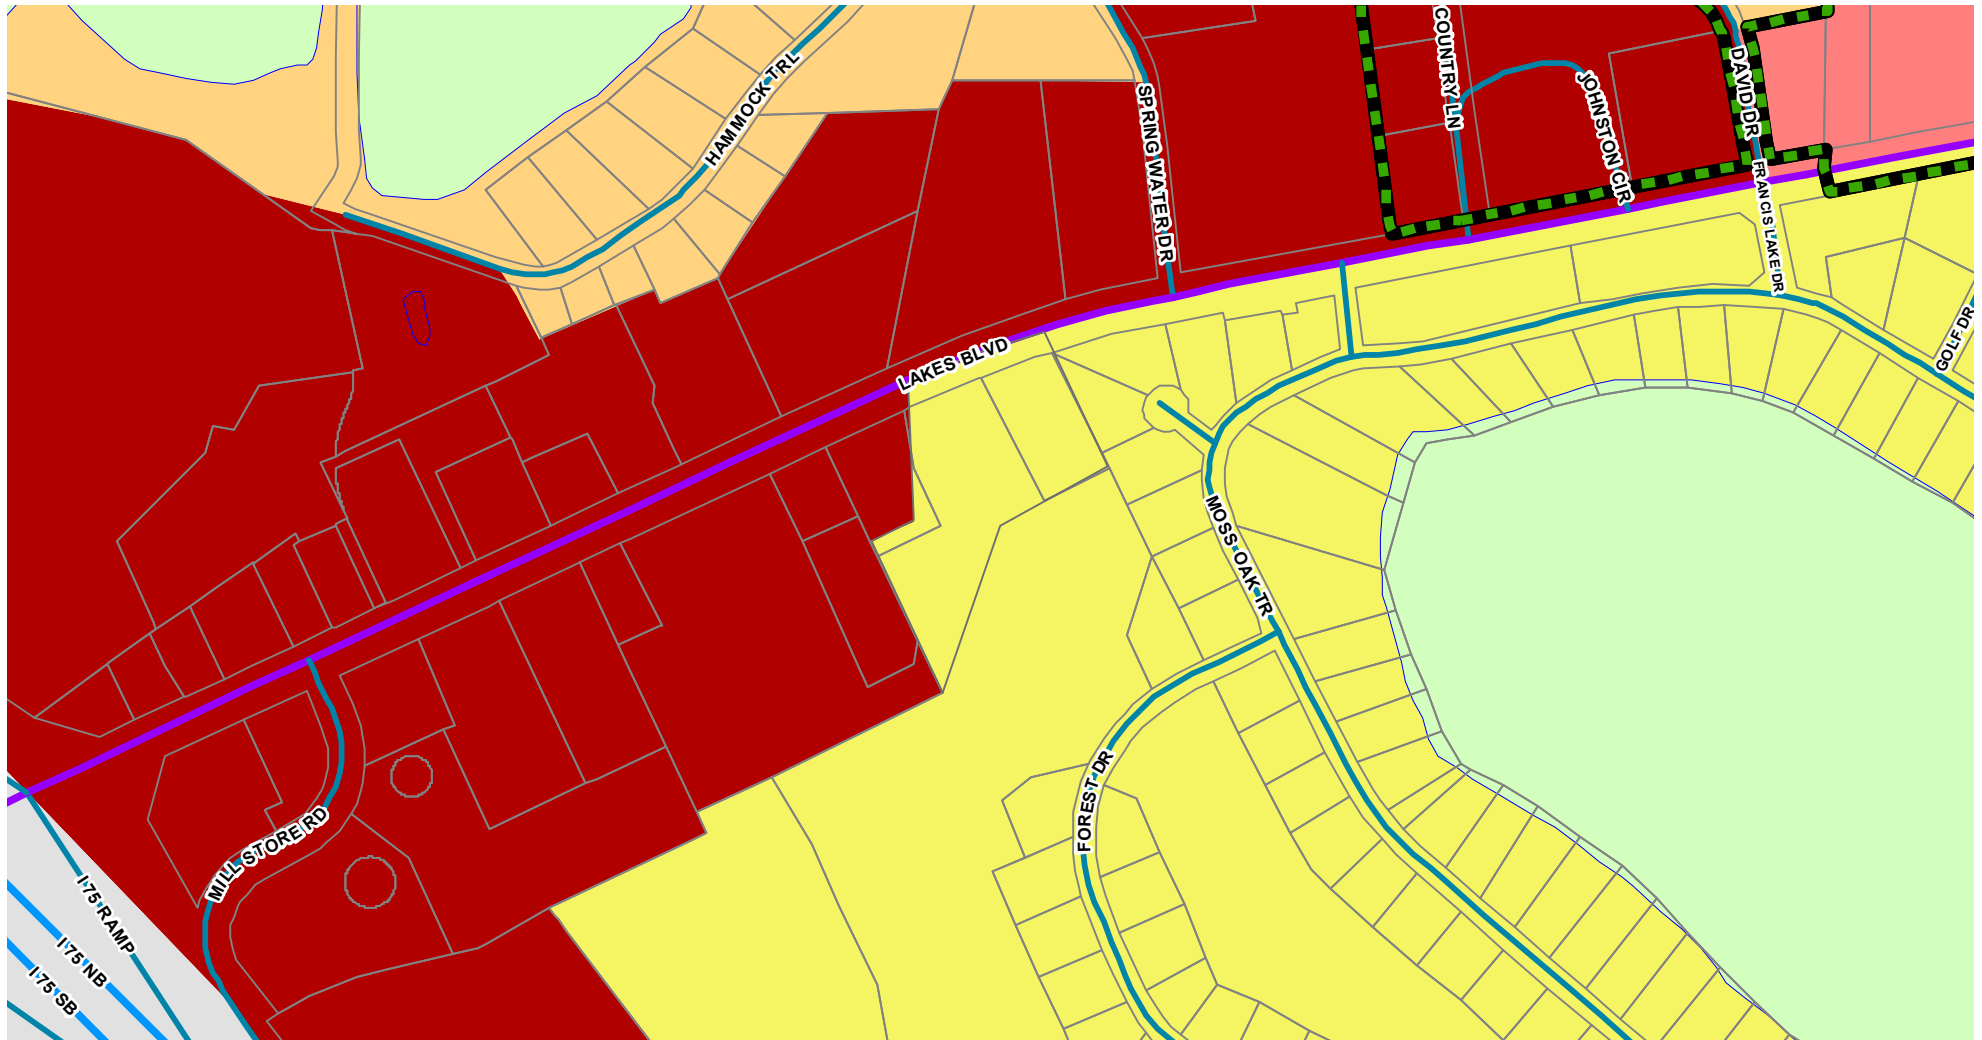 COUNTRY LN
JOHNSTON CIR
DAVID DR
HAMMOCK TRL
SPRING WATER DR
FRANCIS LAKE DR
GOLF DR
LAKES BLVD
MOSS OAK TR
FOREST DR
MILL STORE RD
I 75 RAMP
I 75 NB
I 75 SB